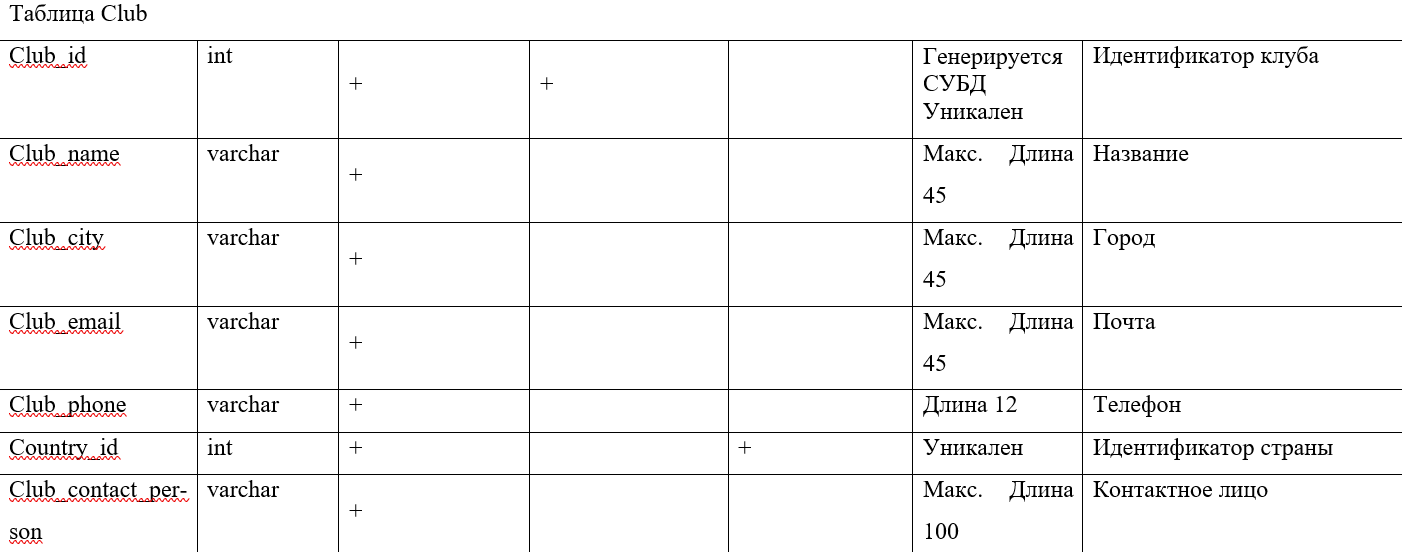 Таблица Club
Club_id int + + Генерируется СУБД Уникален Идентификатор клуба
Club_name varchar + Макс. Длина 45 Название
Club_city varchar + Макс. Длина 45 Город
Club_email varchar + Макс. Длина 45 Почта
Club_phone varchar + Длина 12 Телефон
Country_id int + + Уникален Идентификатор страны
Club_contact_per-son varchar + Макс. Длина 100 Контактное лицо